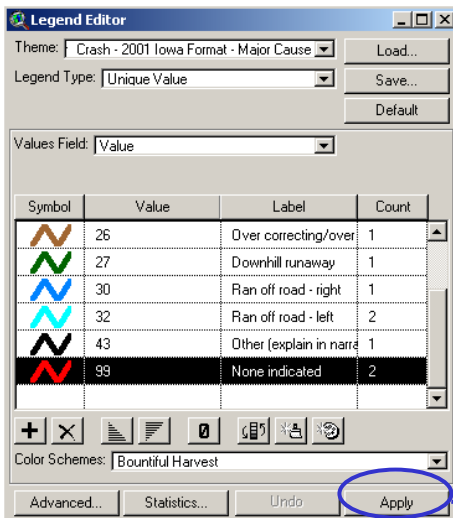 Legend Editor
Theme: Crash - 2001 Iowa Format - Major Cause
Load...
Legend Type: Unique Value
Save...
Default
Values Field: Value
Symbol Value Label Count
26 Over correcting/over 1
27 Downhill runaway 1
30 Ran off road - right 1
32 Ran off road - left 2
43 Other (explain in narra 1
99 None indicated 2
0
Color Schemes: Bountiful Harvest
Advanced... Statistics... Undo Apply